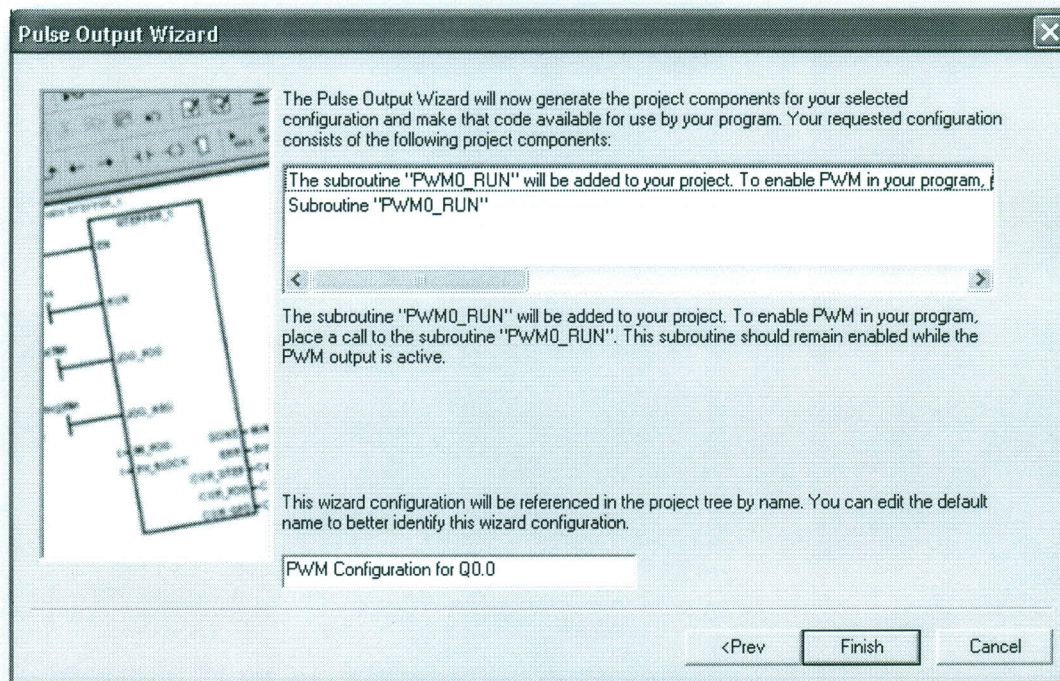 Pulse Output Wizard
The Pulse Output Wizard will now generate the project components for your selected
configuration and make that code available for use by your program. Your requested configuration
consists of the following project components:
The subroutine "PWM0_RUN" will be added to your project. To enable PWM in your program,
Subroutine "PWM0_RUN"
The subroutine "PWM0_RUN" will be added to your project. To enable PWM in your program,
place a call to the subroutine "PWM0_RUN". This subroutine should remain enabled while the
PWM output is active.
EN
RUN
This wizard configuration will be referenced in the project tree by name. You can edit the default
name to better identify this wizard configuration.
PWM Configuration for Q0.0
<Prev
Finish
Cancel